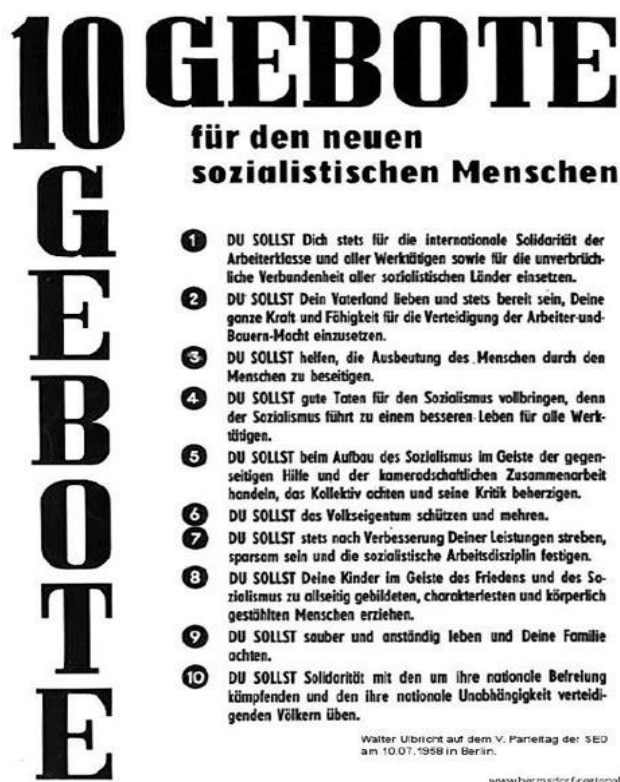 10 GEBOTE
GEBOTE
für den neuen
sozialistischen Menschen
1 DU SOLLST Dich stets für die internationale Solidarität der
Arbeiterklasse und aller Werktätigen sowie für die unverbrüch-
liche Verbundenheit aller sozialistischen Länder einsetzen.
2 DU SOLLST Dein Vaterland lieben und stets bereit sein, Deine
ganze Kraft und Fähigkeit für die Verteidigung der Arbeiter-und-
Bauern-Macht einzusetzen.
3 DU SOLLST helfen, die Ausbeutung des Menschen durch den
Menschen zu beseitigen.
4 DU SOLLST gute Taten für den Sozialismus vollbringen, denn
der Sozialismus führt zu einem besseren Leben für alle Werk-
tätigen.
5 DU SOLLST beim Aufbau des Sozialismus im Geiste der gegen-
seitigen Hilfe und der kameradschaftlichen Zusammenarbeit
handeln, das Kollektiv achten und seine Kritik beherzigen.
6 DU SOLLST das Volkseigentum schützen und mehren.
7 DU SOLLST stets nach Verbesserung Deiner Leistungen streben,
sparsam sein und die sozialistische Arbeitsdisziplin festigen.
8 DU SOLLST Deine Kinder im Geiste des Friedens und des So-
zialismus zu allseitig gebildeten, charakterfesten und körperlich
gestählten Menschen erziehen.
9 DU SOLLST sauber und anständig leben und Deine Familie
achten.
10 DU SOLLST Solidarität mit den um ihre nationale Befreiung
kämpfenden und den ihre nationale Unabhängigkeit verteidi-
genden Völkern üben.
Walter Ulbricht auf dem V. Parteitag der SED
am 10.07.1958 in Berlin.